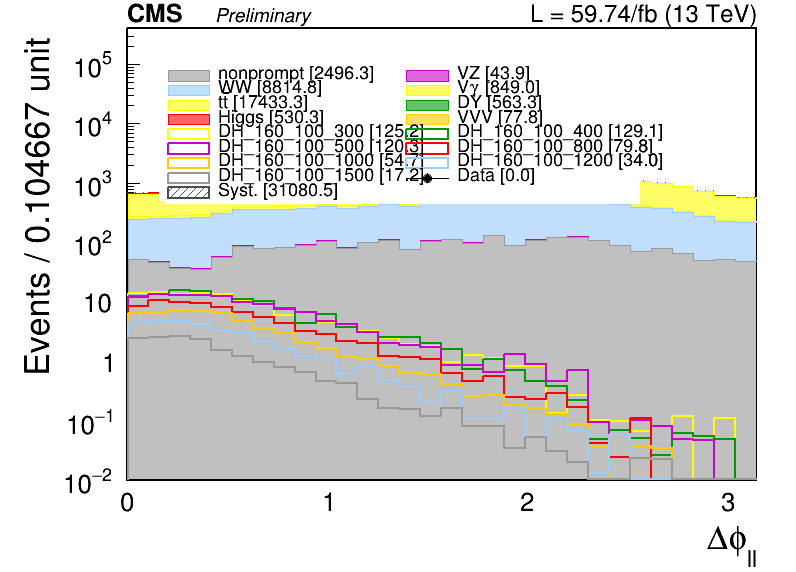 CMS Preliminary L = 59.74/fb (13 TeV)
Events / 0.104667 unit
10^5
10^4
10^3
10^2
10
1
10^−1
10^−2
nonprompt [2496.3] VZ [43.9]
WW [8814.8] Vγ [849.0]
tt [17433.3] DY [563.3]
Higgs [530.3] VVV [77.8]
DH_160_100_300 [125.2] DH_160_100_400 [129.1]
DH_160_100_500 [120.3] DH_160_100_800 [79.8]
DH_160_100_1000 [54.7] DH_160_100_1200 [34.0]
DH_160_100_1500 [17.2] Data [0.0]
Syst. [31080.5]
0 1 2 3
Δϕ_ll